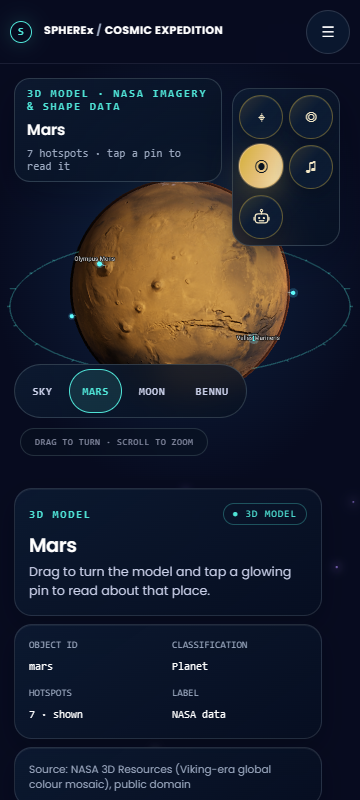 S SPHEREx / COSMIC EXPEDITION
3D MODEL · NASA IMAGERY
& SHAPE DATA
Mars
7 hotspots · tap a pin to
read it
Olympus Mons
Valles Marineris
SKY MARS MOON BENNU
DRAG TO TURN · SCROLL TO ZOOM
3D MODEL
3D MODEL
Mars
Drag to turn the model and tap a glowing
pin to read about that place.
OBJECT ID CLASSIFICATION
mars Planet
HOTSPOTS LABEL
7 · shown NASA data
Source: NASA 3D Resources (Viking-era global
colour mosaic), public domain